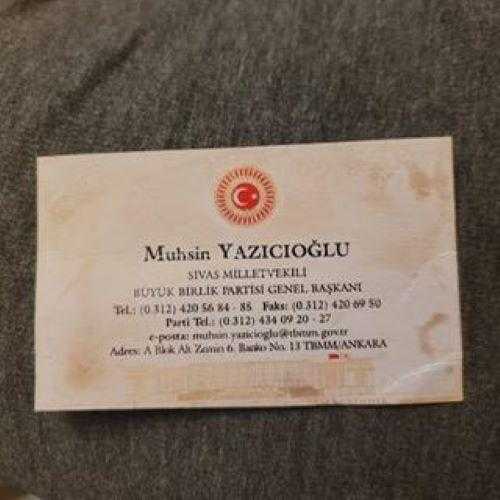 Muhsin YAZICIOĞLU
SİVAS MİLLETVEKİLİ
BÜYÜK BİRLİK PARTİSİ GENEL BAŞKANI
Tel.: (0.312) 420 56 84 - 85 Faks: (0.312) 420 69 50
Parti Tel.: (0.312) 434 09 20 - 27
e-posta: muhsin.yazicioglu@tbmm.gov.tr
Adres: A Blok Alt Zemin 6. Banko No. 13 TBMM/ANKARA